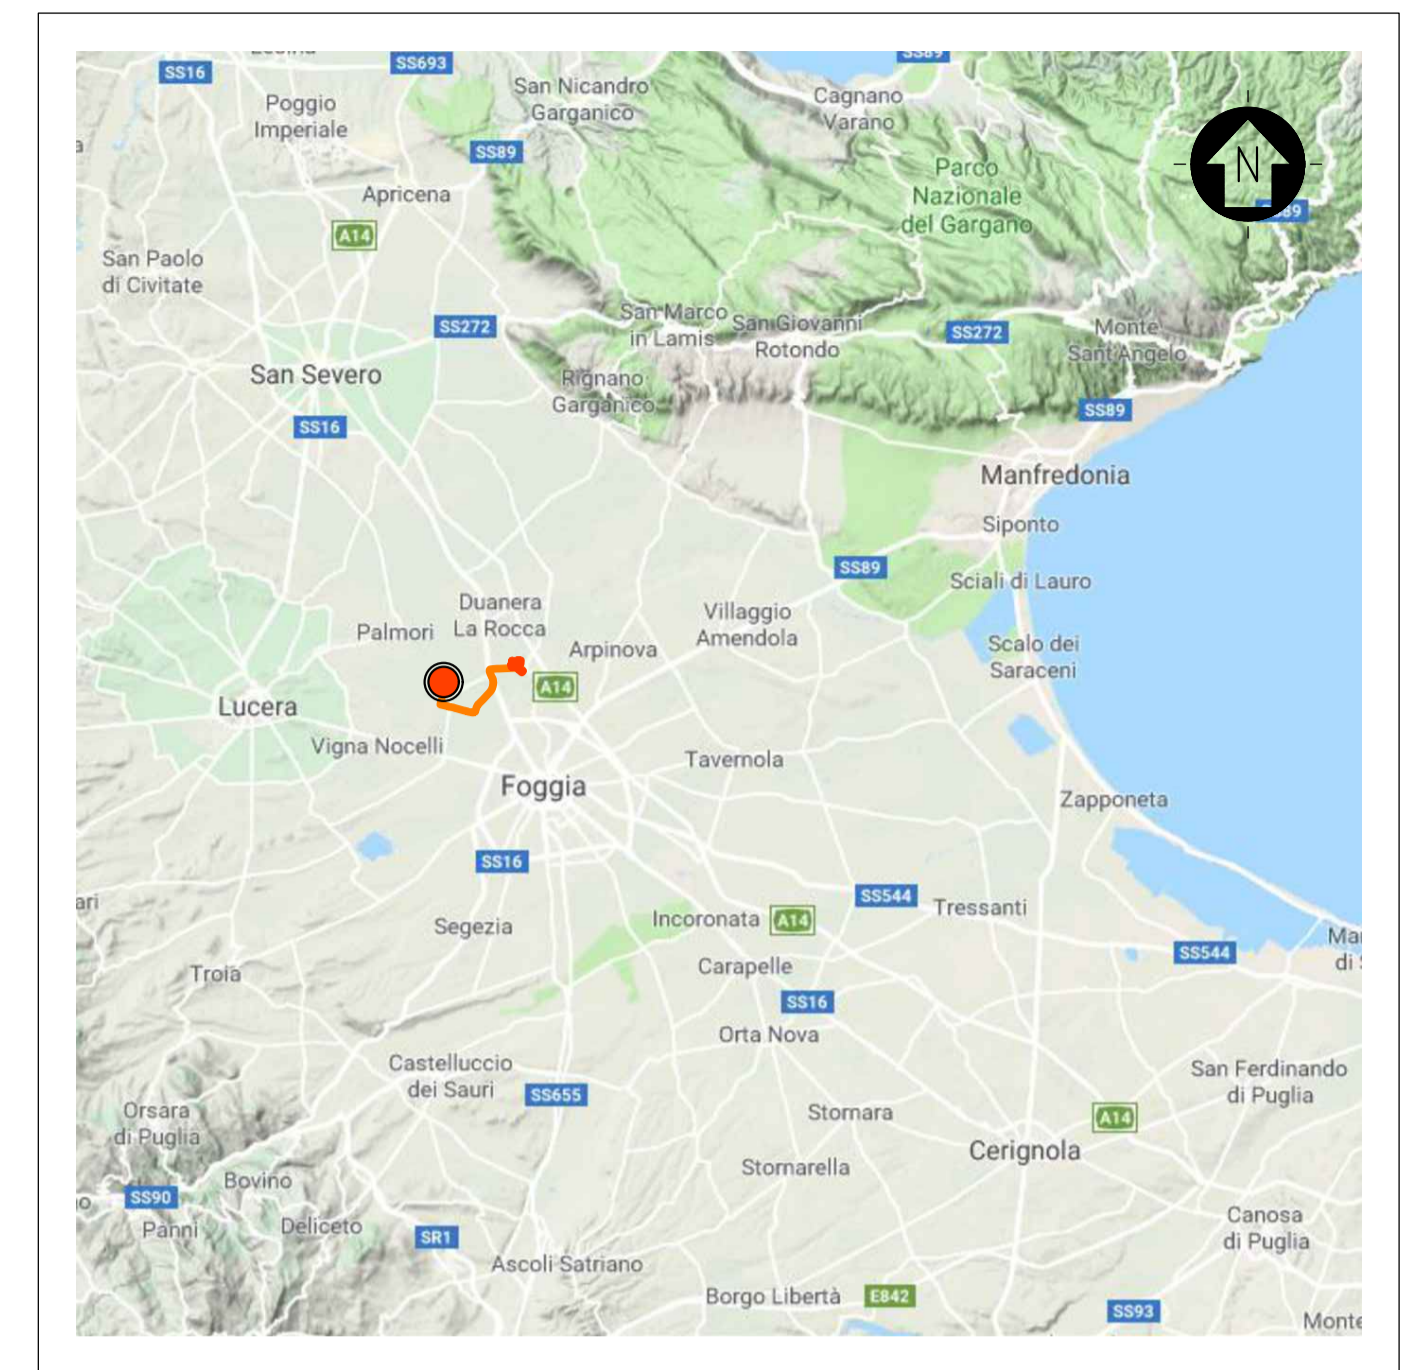 SS16
SS693
SS89
San Nicandro
Garganico
Poggio
Imperiale
Cagnano
Varano
SS89
Parco
Nazionale
del Gargano
N
Apricena
A14
San Paolo
di Civitate
SS272
San Marco
in Lamis
San Giovanni
Rotondo
SS272
Monte
Sant'Angelo
San Severo
Rignano
Garganico
SS89
SS16
Manfredonia
Siponto
SS89
Sciali di Lauro
Duanera
La Rocca
Palmori
Villaggio
Amendola
Arpinova
Scalo dei
Saraceni
A14
Lucera
Vigna Nocelli
Tavernola
Foggia
Zapponeta
SS16
SS544
Tressanti
Incoronata
A14
Segezia
SS544
Carapelle
Troia
SS16
Orta Nova
Castelluccio
dei Sauri
SS655
San Ferdinando
di Puglia
Orsara
di Puglia
Stornara
A14
Cerignola
Stornarella
Bovino
SS90
Panni
Deliceto
SR1
Canosa
di Puglia
Ascoli Satriano
Borgo Libertà
E842
SS93
Monte